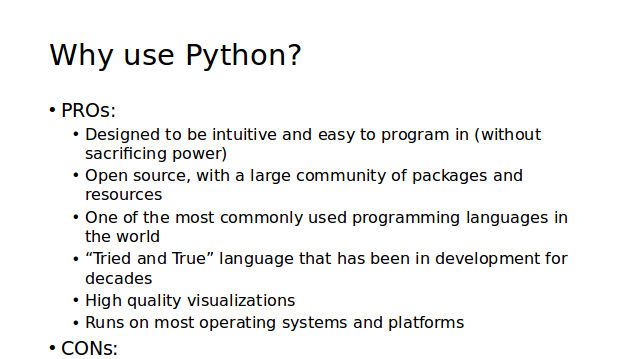 Why use Python?
• PROs:
• Designed to be intuitive and easy to program in (without
sacrificing power)
• Open source, with a large community of packages and
resources
• One of the most commonly used programming languages in
the world
• “Tried and True” language that has been in development for
decades
• High quality visualizations
• Runs on most operating systems and platforms
• CONs: